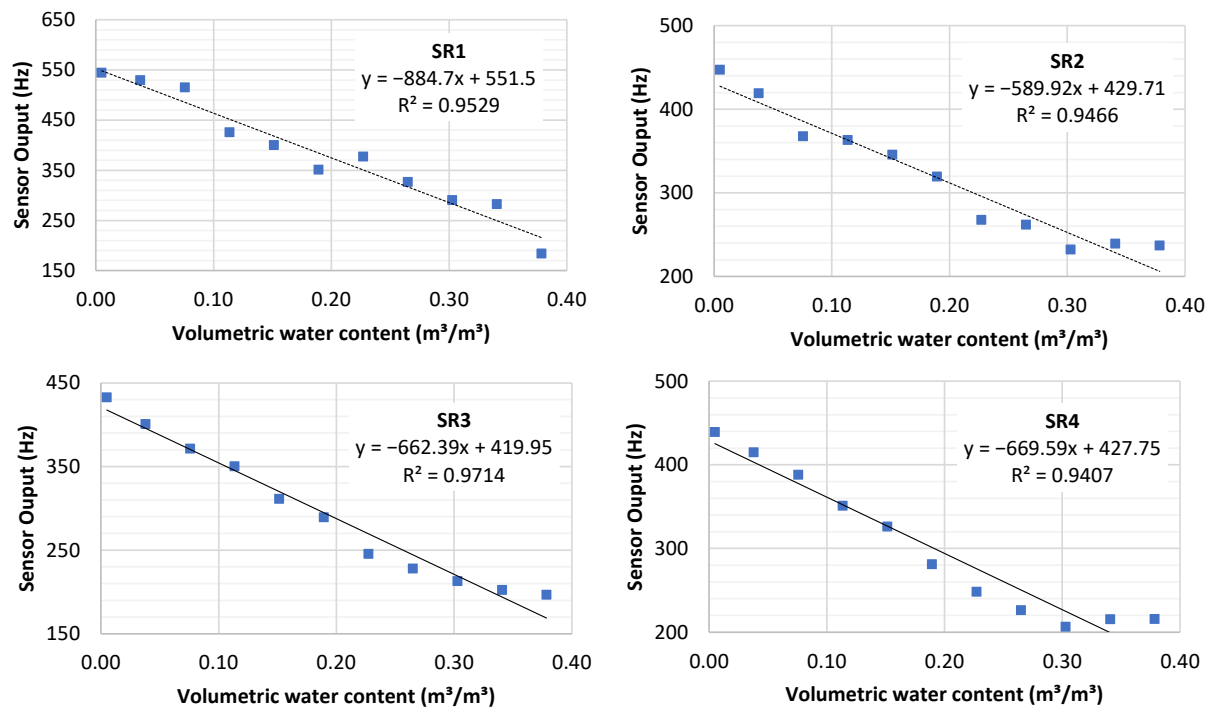 SR1
y = −884.7x + 551.5
R² = 0.9529
Sensor Ouput (Hz)
650
550
450
350
250
150
0.00 0.10 0.20 0.30 0.40
Volumetric water content (m³/m³)
SR2
y = −589.92x + 429.71
R² = 0.9466
Sensor Ouput (Hz)
500
400
300
200
0.00 0.10 0.20 0.30 0.40
Volumetric water content (m³/m³)
SR3
y = −662.39x + 419.95
R² = 0.9714
Sensor Ouput (Hz)
450
350
250
150
0.00 0.10 0.20 0.30 0.40
Volumetric water content (m³/m³)
SR4
y = −669.59x + 427.75
R² = 0.9407
Sensor Ouput (Hz)
500
400
300
200
0.00 0.10 0.20 0.30 0.40
Volumetric water content (m³/m³)